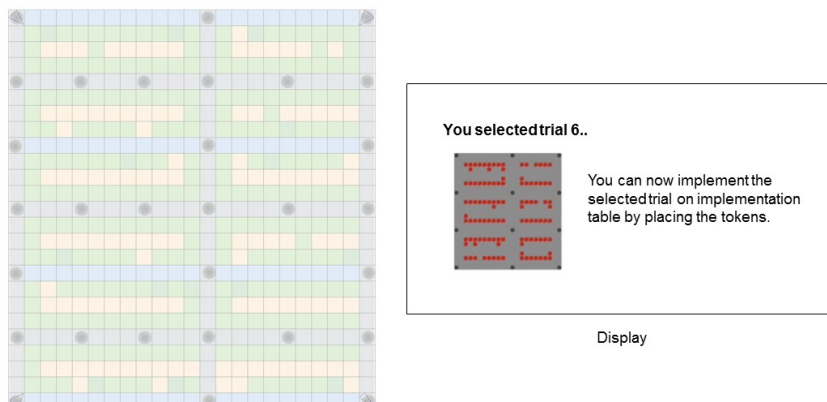 You selected trial 6..
You can now implement the
selected trial on implementation
table by placing the tokens.
Display